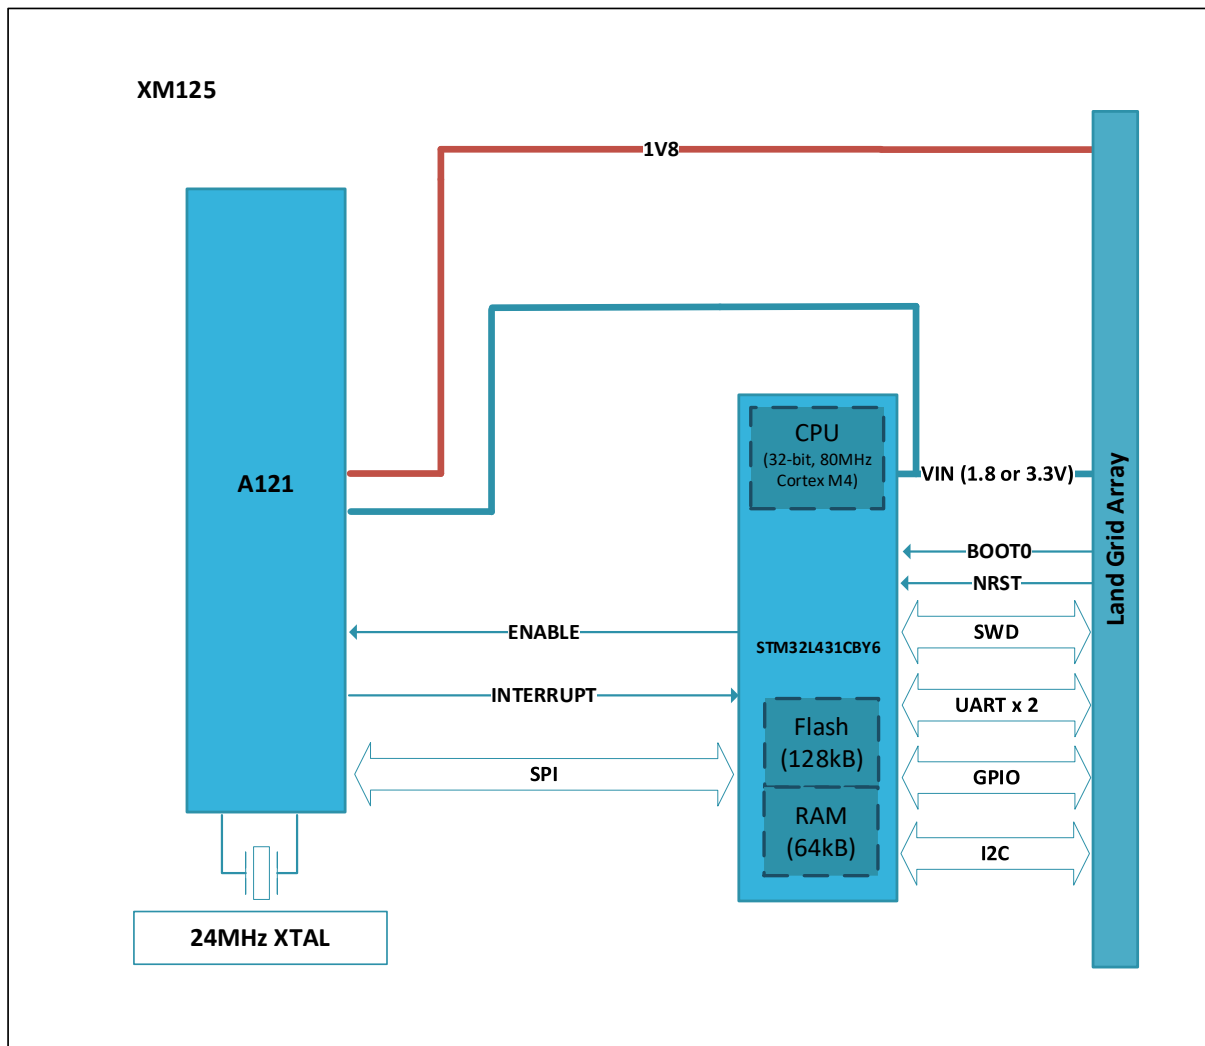 XM125
1V8
A121
CPU
(32-bit, 80MHz
Cortex M4)
VIN (1.8 or 3.3V)
Land Grid Array
BOOT0
NRST
ENABLE
SWD
STM32L431CBY6
INTERRUPT
UART x 2
Flash
(128kB)
SPI
GPIO
RAM
(64kB)
I2C
24MHz XTAL